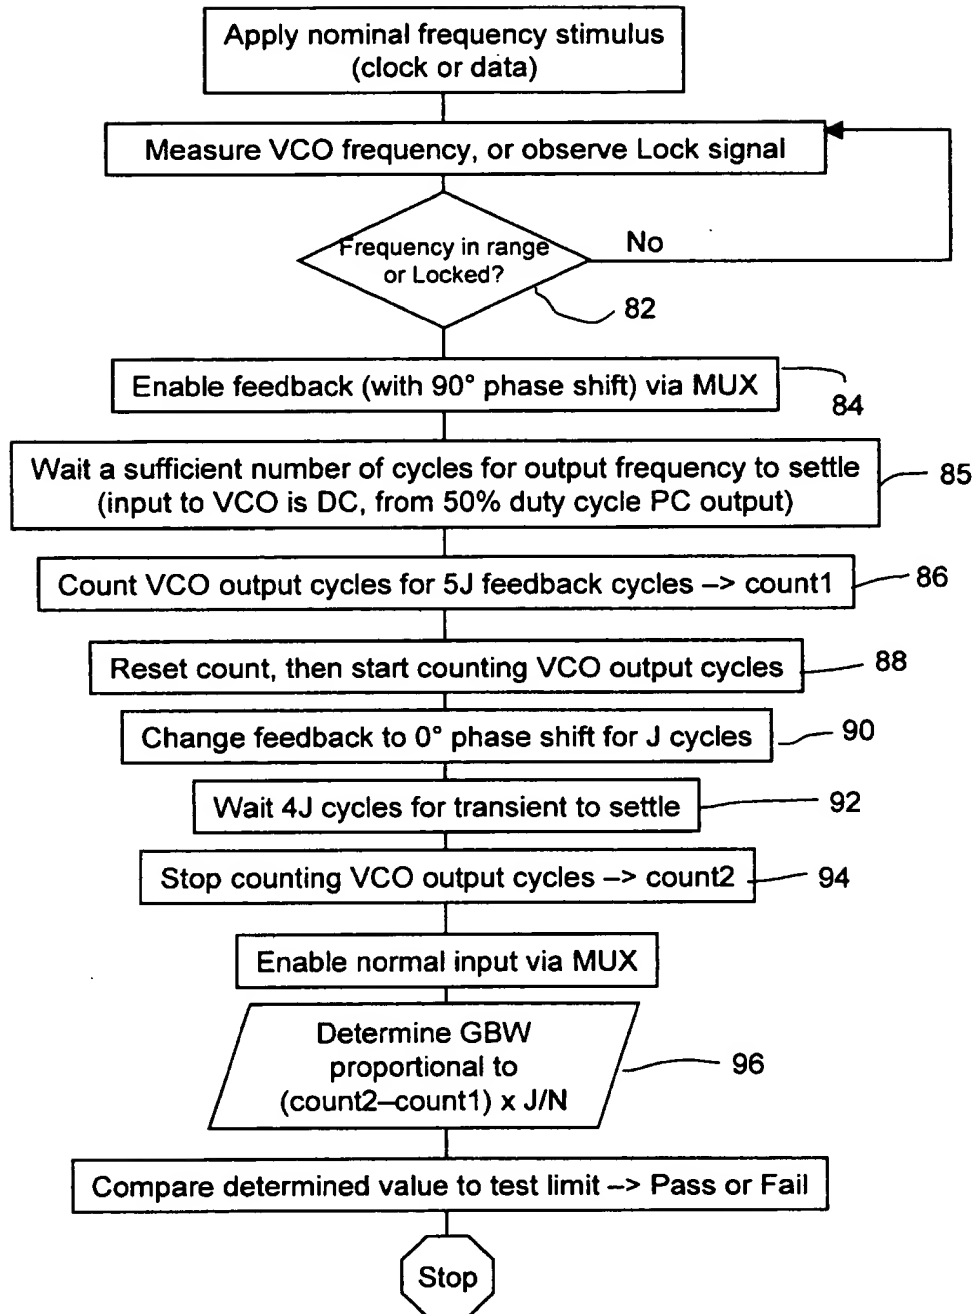 Apply nominal frequency stimulus
(clock or data)
Measure VCO frequency, or observe Lock signal
Frequency in range
or Locked?
No
82
Enable feedback (with 90° phase shift) via MUX
84
Wait a sufficient number of cycles for output frequency to settle
(input to VCO is DC, from 50% duty cycle PC output)
85
Count VCO output cycles for 5J feedback cycles –> count1
86
Reset count, then start counting VCO output cycles
88
Change feedback to 0° phase shift for J cycles
90
Wait 4J cycles for transient to settle
92
Stop counting VCO output cycles –> count2
94
Enable normal input via MUX
Determine GBW
proportional to
(count2–count1) x J/N
96
Compare determined value to test limit –> Pass or Fail
Stop